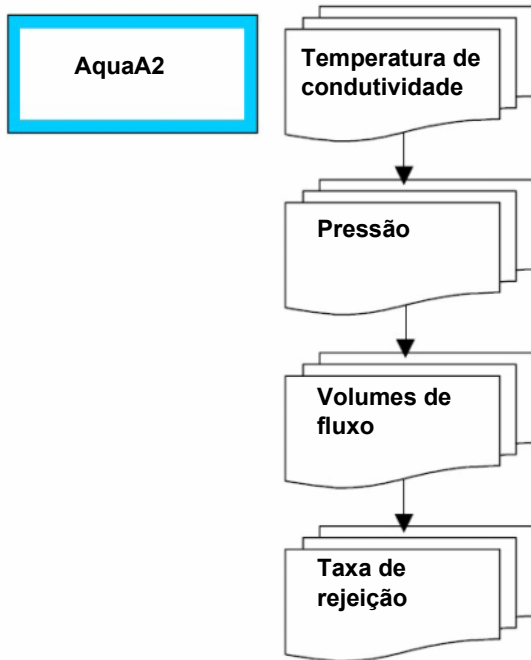 AquaA2
Temperatura de
condutividade
Pressão
Volumes de
fluxo
Taxa de
rejeição